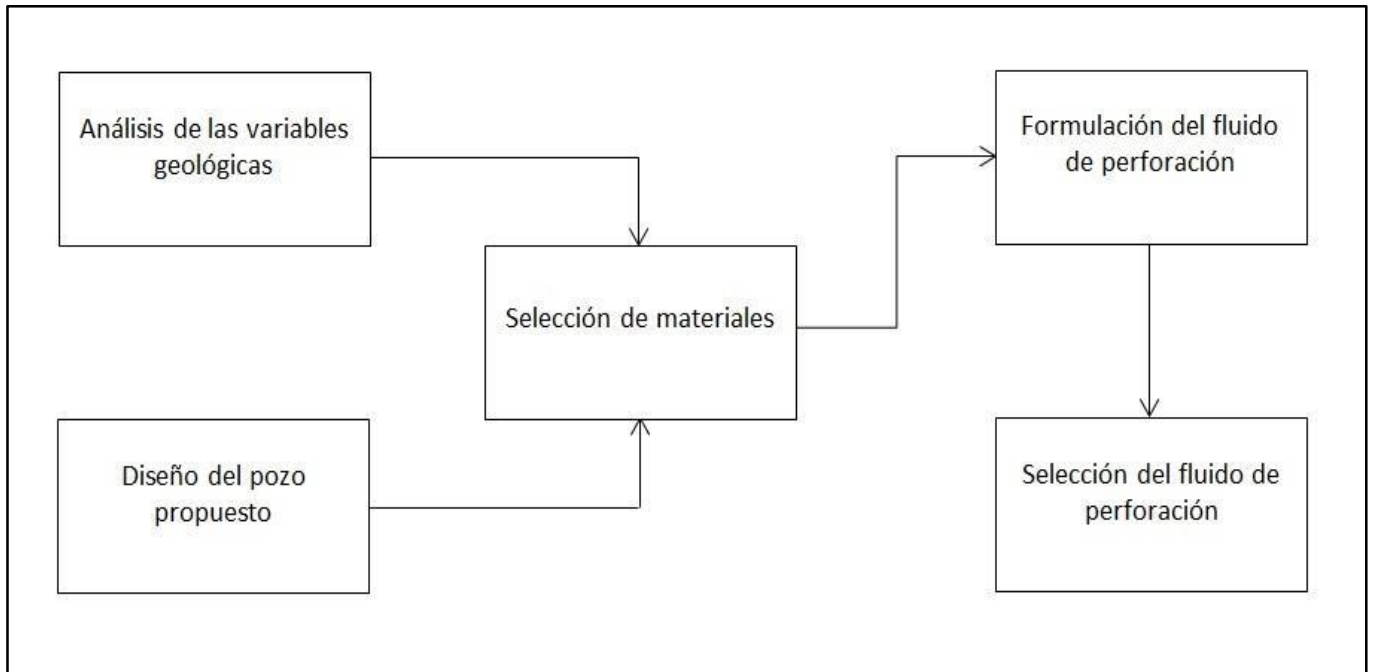 Análisis de las variables
geológicas
Diseño del pozo
propuesto
Selección de materiales
Formulación del fluido
de perforación
Selección del fluido de
perforación